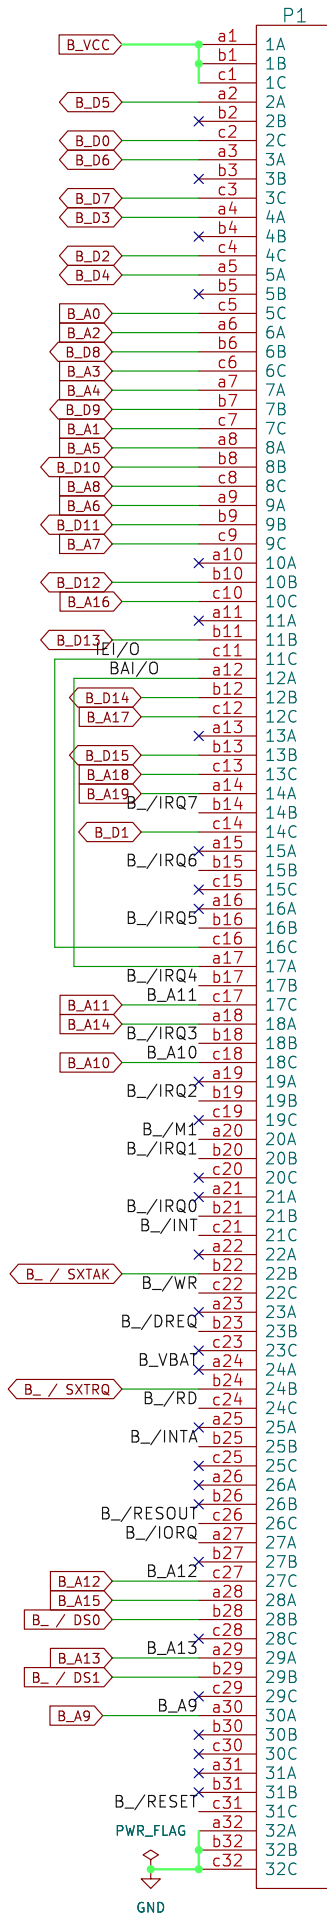 P1
B_VCC a1 1A
b1 1B
c1 1C
B_D5 a2 2A
b2 2B
B_D0 c2 2C
B_D6 a3 3A
b3 3B
B_D7 c3 3C
B_D3 a4 4A
b4 4B
B_D2 c4 4C
B_D4 a5 5A
b5 5B
B_A0 c5 5C
B_A2 a6 6A
B_D8 b6 6B
B_A3 c6 6C
B_A4 a7 7A
B_D9 b7 7B
B_A1 c7 7C
B_A5 a8 8A
B_D10 b8 8B
B_A8 c8 8C
B_A6 a9 9A
B_D11 b9 9B
B_A7 c9 9C
a10 10A
B_D12 b10 10B
B_A16 c10 10C
a11 11A
B_D13 b11 11B
IEI/O c11 11C
BAI/O a12 12A
B_D14 b12 12B
B_A17 c12 12C
a13 13A
B_D15 b13 13B
B_A18 c13 13C
B_A19 a14 14A
B_/IRQ7 b14 14B
B_D1 c14 14C
a15 15A
B_/IRQ6 b15 15B
c15 15C
a16 16A
B_/IRQ5 b16 16B
c16 16C
a17 17A
B_/IRQ4 b17 17B
B_A11 B_A11 c17 17C
B_A14 a18 18A
B_/IRQ3 b18 18B
B_A10 B_A10 c18 18C
a19 19A
B_/IRQ2 b19 19B
c19 19C
B_/M1 a20 20A
B_/IRQ1 b20 20B
c20 20C
a21 21A
B_/IRQ0 b21 21B
B_/INT c21 21C
a22 22A
B_ / SXTAK b22 22B
B_/WR c22 22C
a23 23A
B_/DREQ b23 23B
c23 23C
B_VBAT a24 24A
B_ / SXTRQ b24 24B
B_/RD c24 24C
a25 25A
B_/INTA b25 25B
c25 25C
a26 26A
b26 26B
B_/RESOUT c26 26C
B_/IORQ a27 27A
b27 27B
B_A12 B_A12 c27 27C
B_A15 a28 28A
B_ / DS0 b28 28B
c28 28C
B_A13 B_A13 a29 29A
B_ / DS1 b29 29B
c29 29C
B_A9 B_A9 a30 30A
b30 30B
c30 30C
a31 31A
b31 31B
B_/RESET c31 31C
PWR_FLAG a32 32A
b32 32B
c32 32C
GND